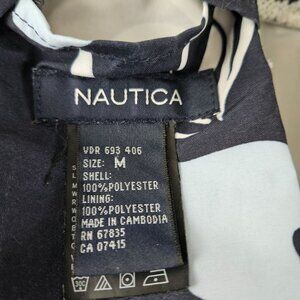 NAUTICA
VDR 693 406
SIZE: M
SHELL:
100%POLYESTER
LINING:
100%POLYESTER
MADE IN CAMBODIA
RN 67835
CA 07415